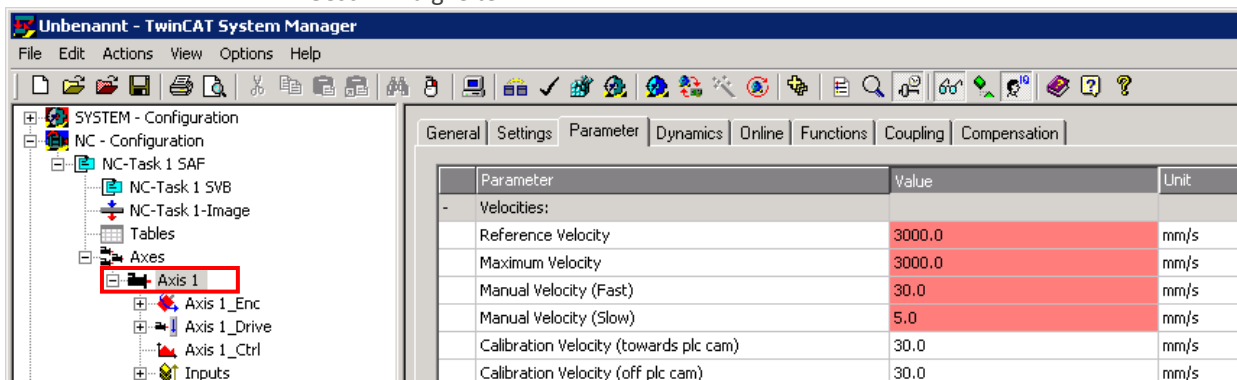 Unbenannt - TwinCAT System Manager
File Edit Actions View Options Help
SYSTEM - Configuration
NC - Configuration
NC-Task 1 SAF
NC-Task 1 SVB
NC-Task 1-Image
Tables
Axes
Axis 1
Axis 1_Enc
Axis 1_Drive
Axis 1_Ctrl
Inputs
General Settings Parameter Dynamics Online Functions Coupling Compensation
Parameter Value Unit
- Velocities:
Reference Velocity 3000.0 mm/s
Maximum Velocity 3000.0 mm/s
Manual Velocity (Fast) 30.0 mm/s
Manual Velocity (Slow) 5.0 mm/s
Calibration Velocity (towards plc cam) 30.0 mm/s
Calibration Velocity (off plc cam) 30.0 mm/s